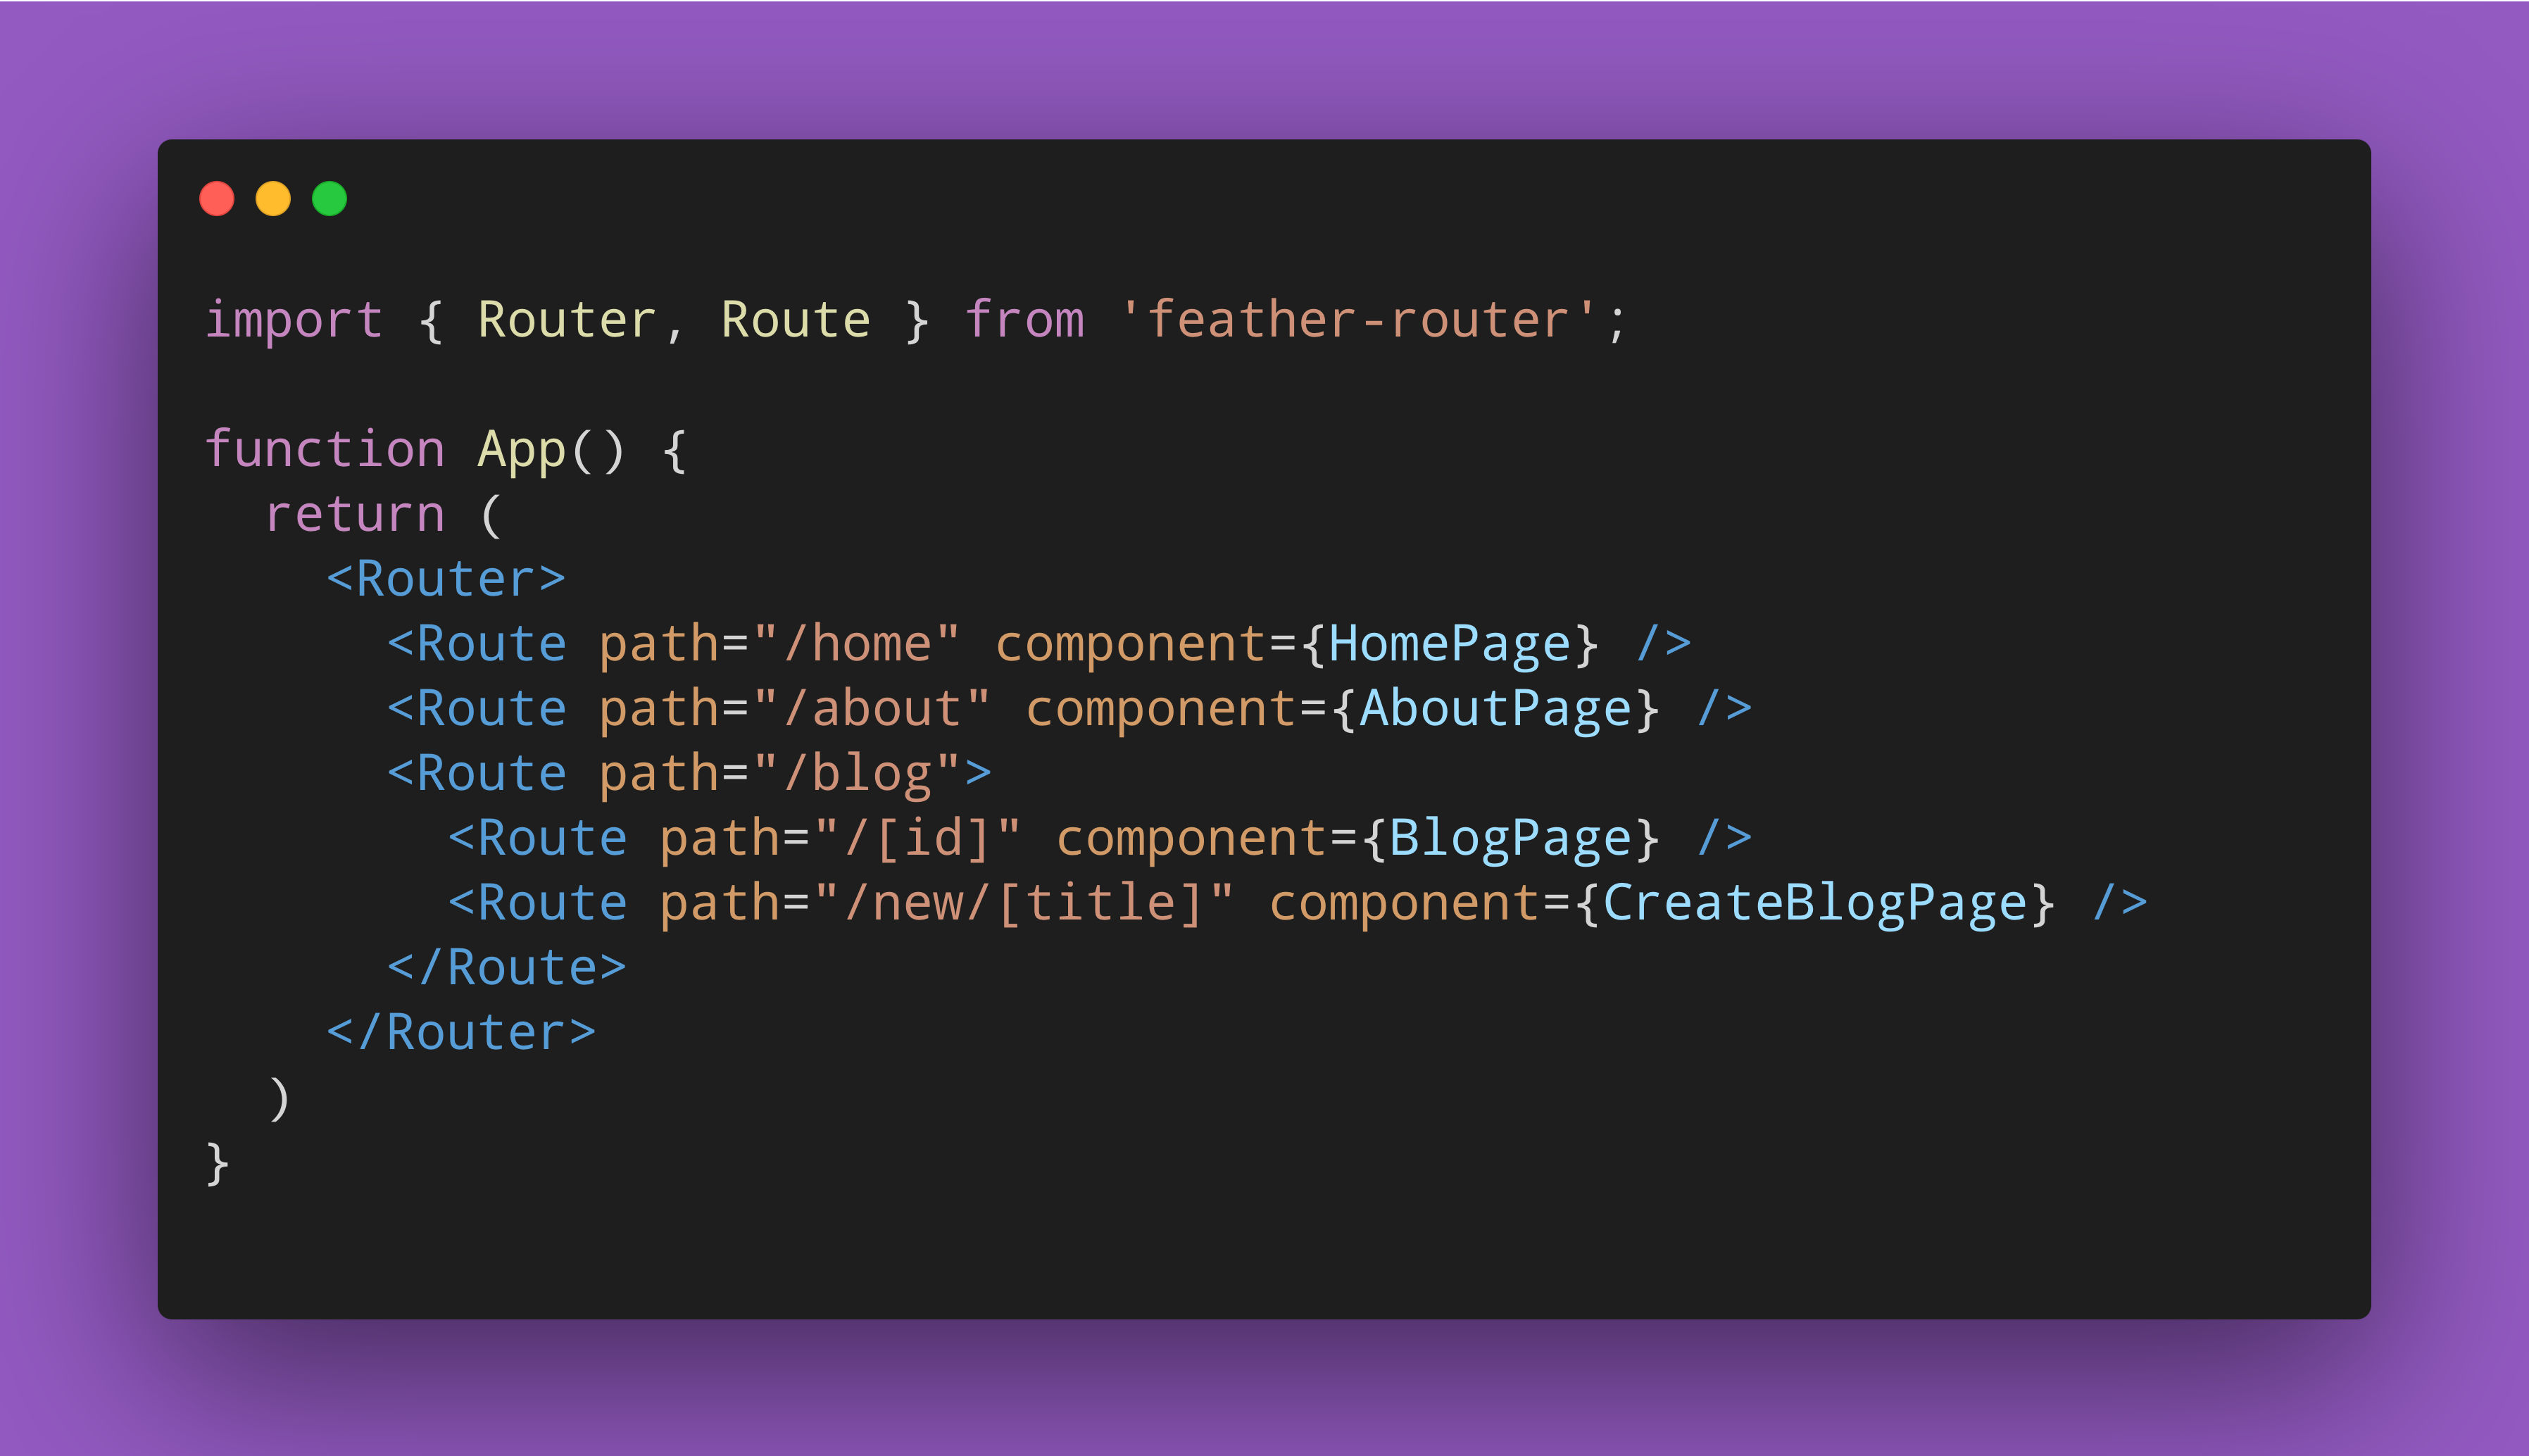 import { Router, Route } from 'feather-router';

function App() {
  return (
    <Router>
      <Route path="/home" component={HomePage} />
      <Route path="/about" component={AboutPage} />
      <Route path="/blog">
        <Route path="/[id]" component={BlogPage} />
        <Route path="/new/[title]" component={CreateBlogPage} />
      </Route>
    </Router>
  )
}